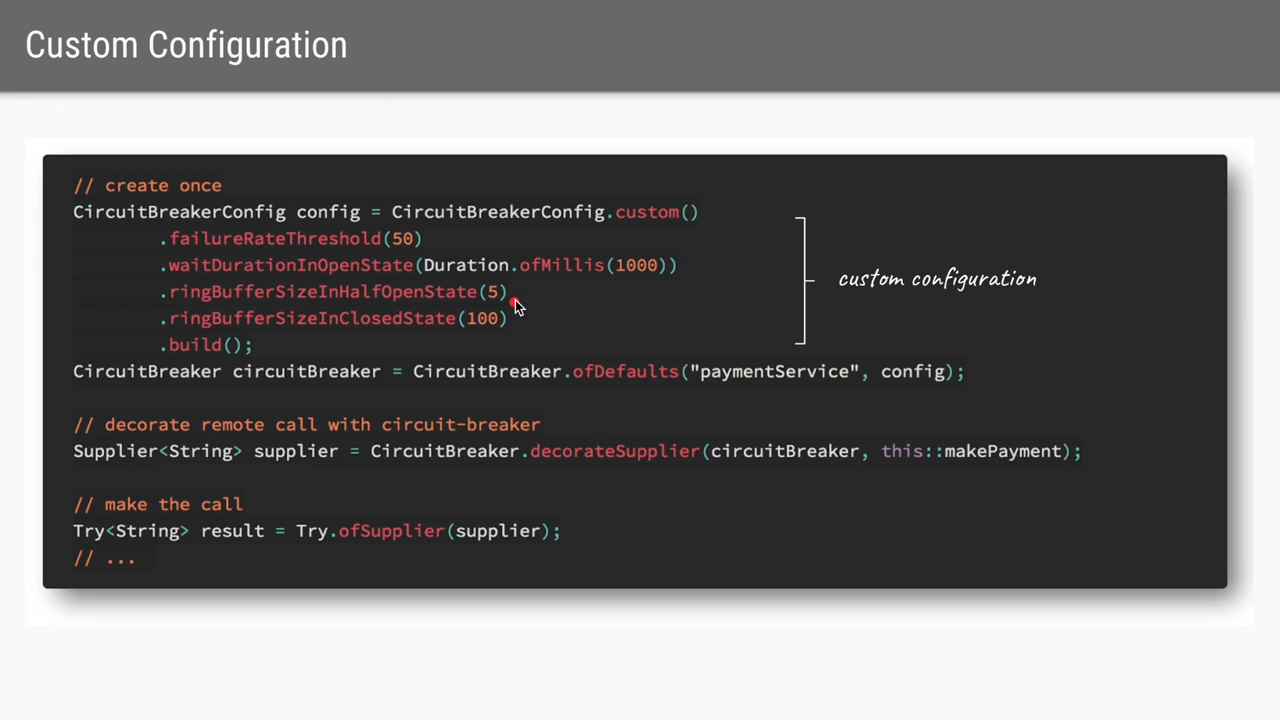 Custom Configuration
// create once
CircuitBreakerConfig config = CircuitBreakerConfig.custom()
.failureRateThreshold(50)
.waitDurationInOpenState(Duration.ofMillis(1000))
.ringBufferSizeInHalfOpenState(5)
.ringBufferSizeInClosedState(100)
.build();
custom configuration
CircuitBreaker circuitBreaker = CircuitBreaker.ofDefaults("paymentService", config);
// decorate remote call with circuit-breaker
Supplier<String> supplier = CircuitBreaker.decorateSupplier(circuitBreaker, this::makePayment);
// make the call
Try<String> result = Try.ofSupplier(supplier);
// ...